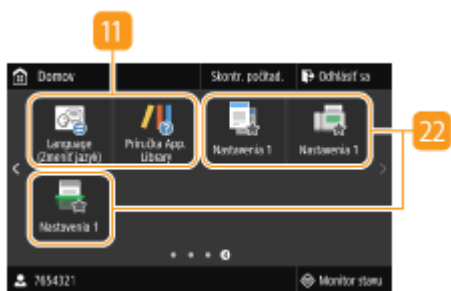 11
Domov
Skontr. počítad.
Odhlásiť sa
Language
(Zmeniť jazyk)
Príručka App.
Library
Nastavenia 1
Nastavenia 1
22
Nastavenia 1
7654321
Monitor stavu